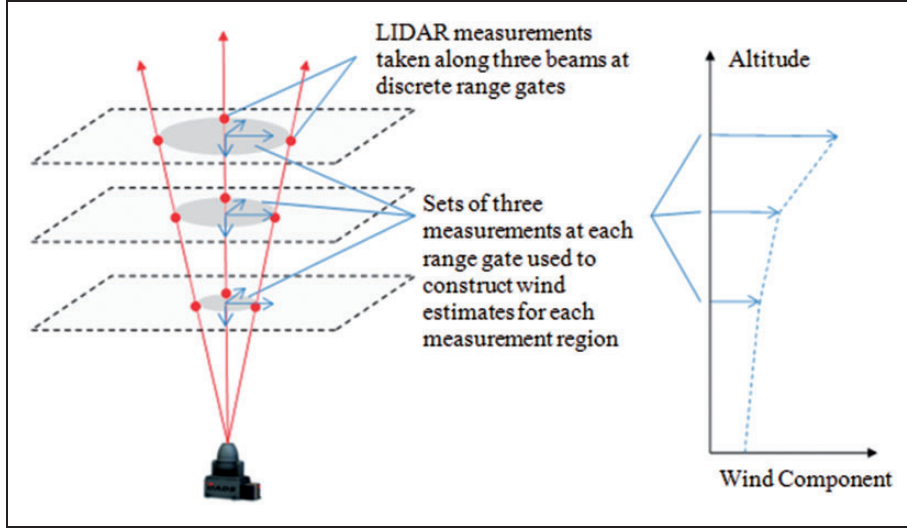 LIDAR measurements
taken along three beams at
discrete range gates
Altitude
Sets of three
measurements at each
range gate used to
construct wind
estimates for each
measurement region
Wind Component